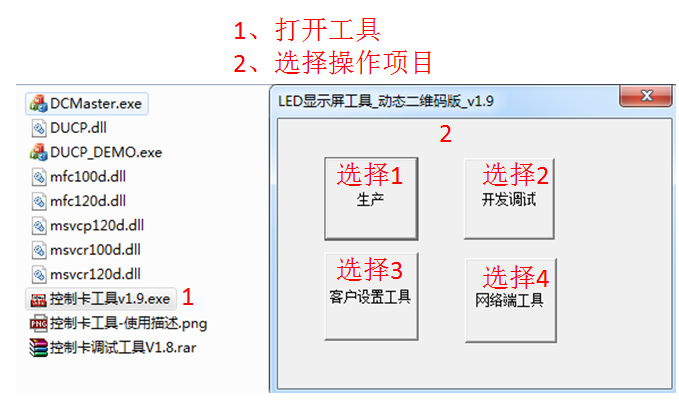 1、打开工具
2、选择操作项目
DCMaster.exe
DUCP.dll
DUCP_DEMO.exe
mfc100d.dll
mfc120d.dll
msvcp120d.dll
msvcr100d.dll
msvcr120d.dll
控制卡工具v1.9.exe 1
控制卡工具-使用描述.png
控制卡调试工具V1.8.rar
LED显示屏工具_动态二维码版_v1.9
2
选择1
生产
选择2
开发调试
选择3
客户设置工具
选择4
网络端工具